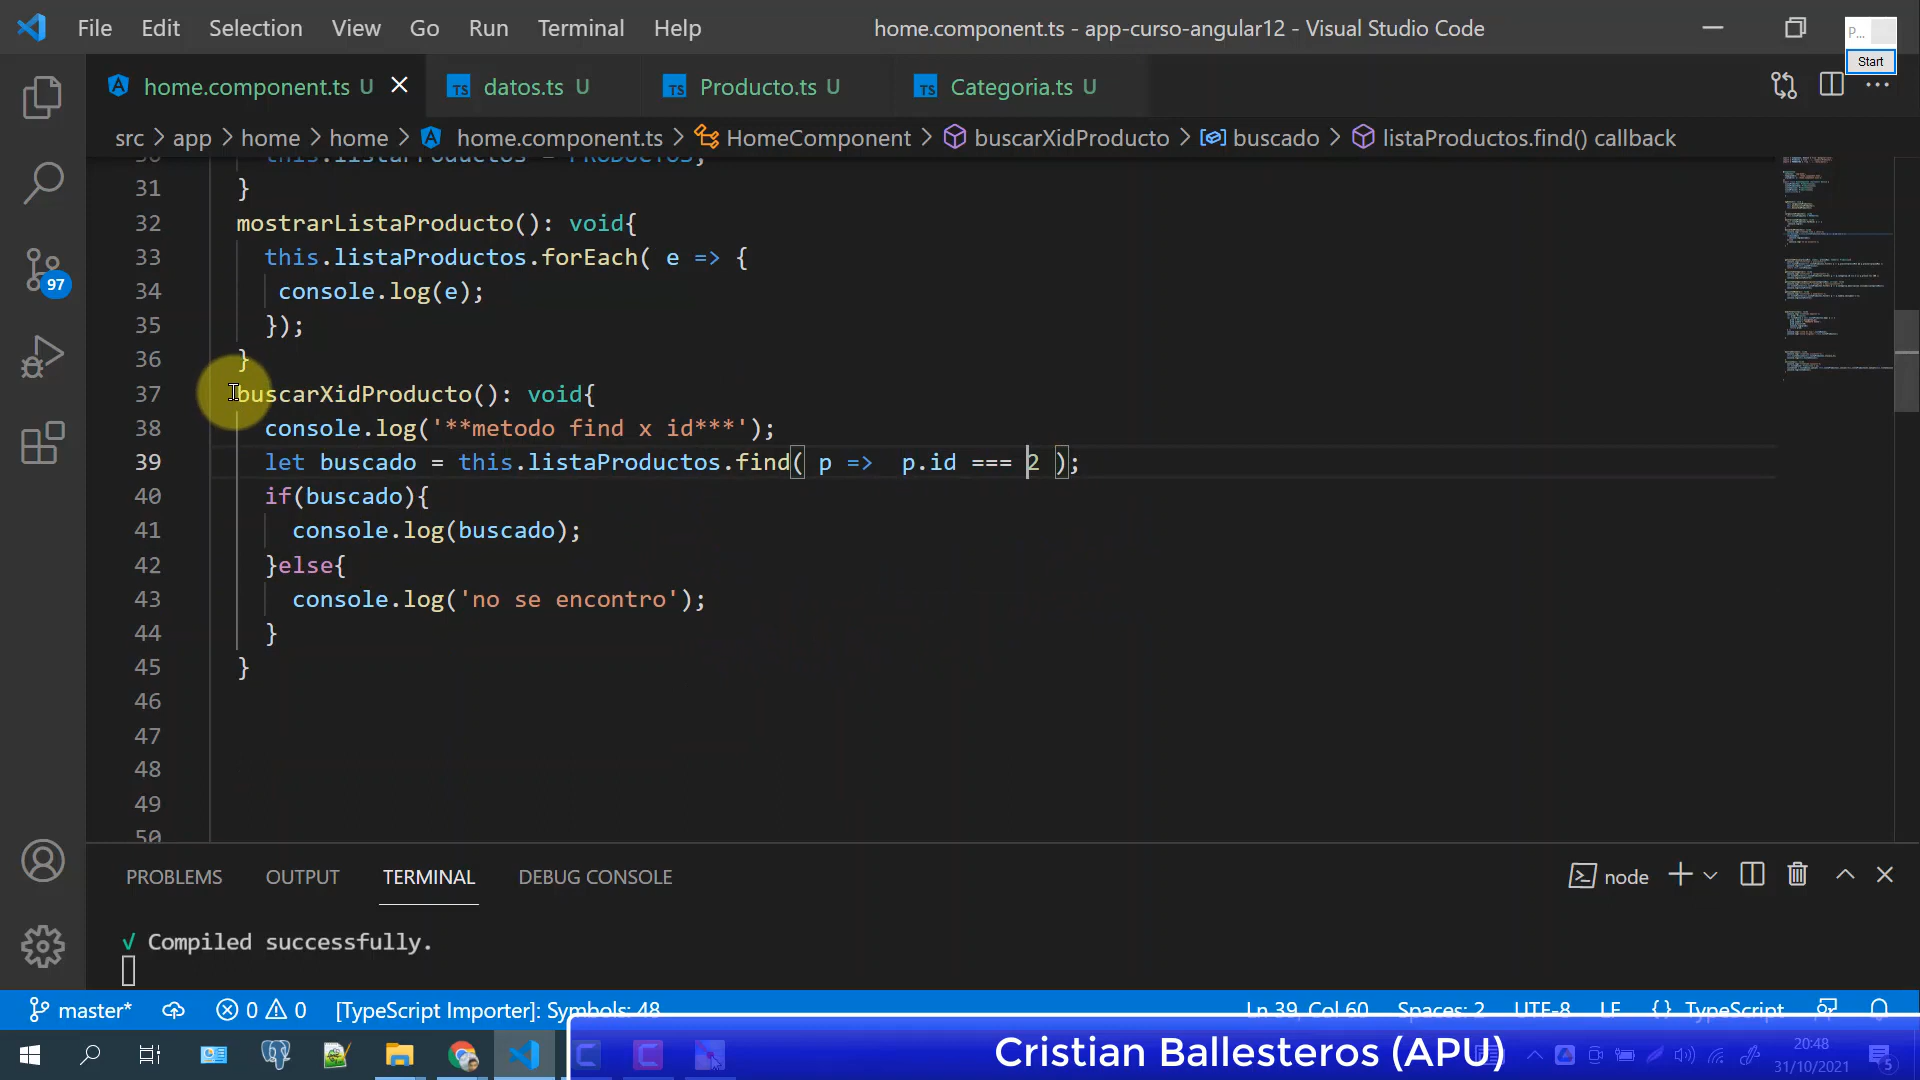 File Edit Selection View Go Run Terminal Help home.component.ts - app-curso-angular12 - Visual Studio Code
P...
Start
home.component.ts U datos.ts U Producto.ts U Categoria.ts U
src > app > home > home > home.component.ts > HomeComponent > buscarXidProducto > buscado > listaProductos.find() callback
30 this.listaProductos = PRODUCTOS;
31 }
32 mostrarListaProducto(): void{
33 this.listaProductos.forEach( e => {
34 console.log(e);
35 });
36 }
37 buscarXidProducto(): void{
38 console.log('**metodo find x id***');
39 let buscado = this.listaProductos.find( p => p.id === 2 );
40 if(buscado){
41 console.log(buscado);
42 }else{
43 console.log('no se encontro');
44 }
45 }
46
47
48
49
50
97
PROBLEMS OUTPUT TERMINAL DEBUG CONSOLE node
√ Compiled successfully.
master* 0 0 [TypeScript Importer]: Symbols: 48 Ln 39, Col 60 Spaces: 2 UTF-8 LF {} TypeScript
Cristian Ballesteros (APU)
20:48
31/10/2021
5